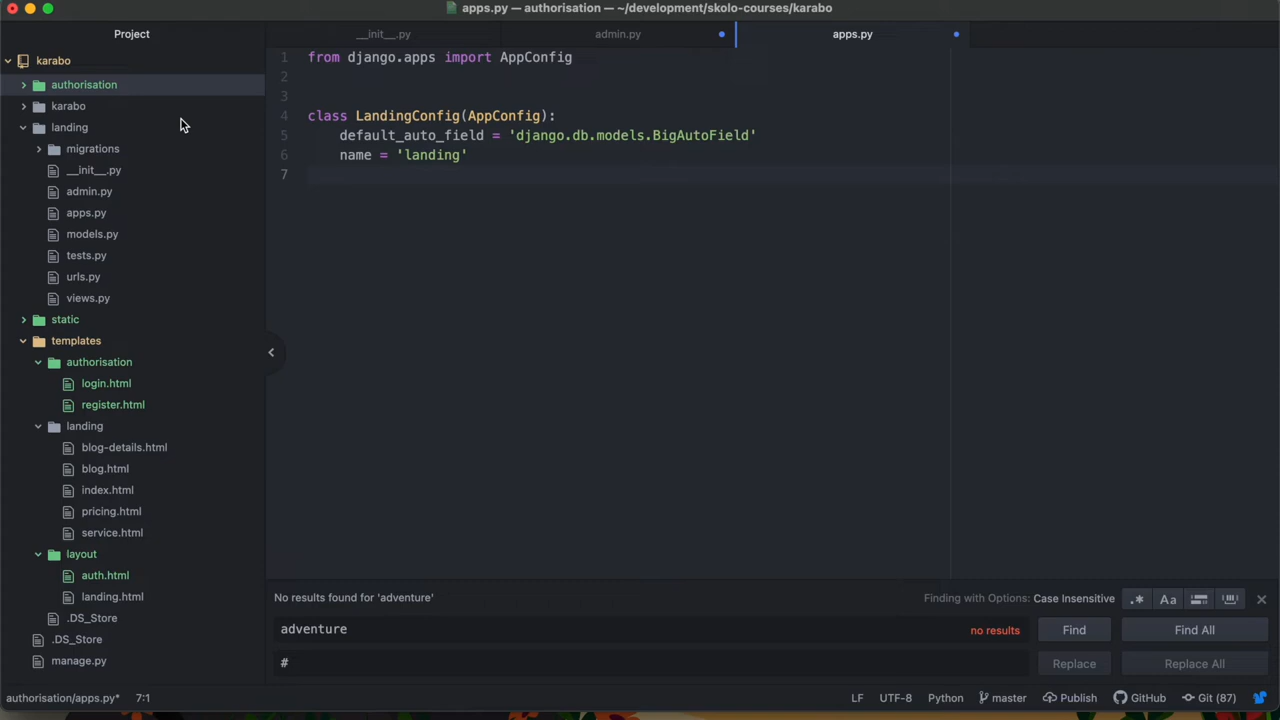 apps.py — authorisation — ~/development/skolo-courses/karabo
Project
karabo
authorisation
karabo
landing
migrations
__init__.py
admin.py
apps.py
models.py
tests.py
urls.py
views.py
static
templates
authorisation
login.html
register.html
landing
blog-details.html
blog.html
index.html
pricing.html
service.html
layout
auth.html
landing.html
.DS_Store
.DS_Store
manage.py
__init__.py
admin.py
apps.py
1 from django.apps import AppConfig
2
3
4 class LandingConfig(AppConfig):
5 default_auto_field = 'django.db.models.BigAutoField'
6 name = 'landing'
7
No results found for 'adventure'
Finding with Options: Case Insensitive
.* Aa
adventure
no results
Find
Find All
#
Replace
Replace All
authorisation/apps.py* 7:1
LF UTF-8 Python master Publish GitHub Git (87)